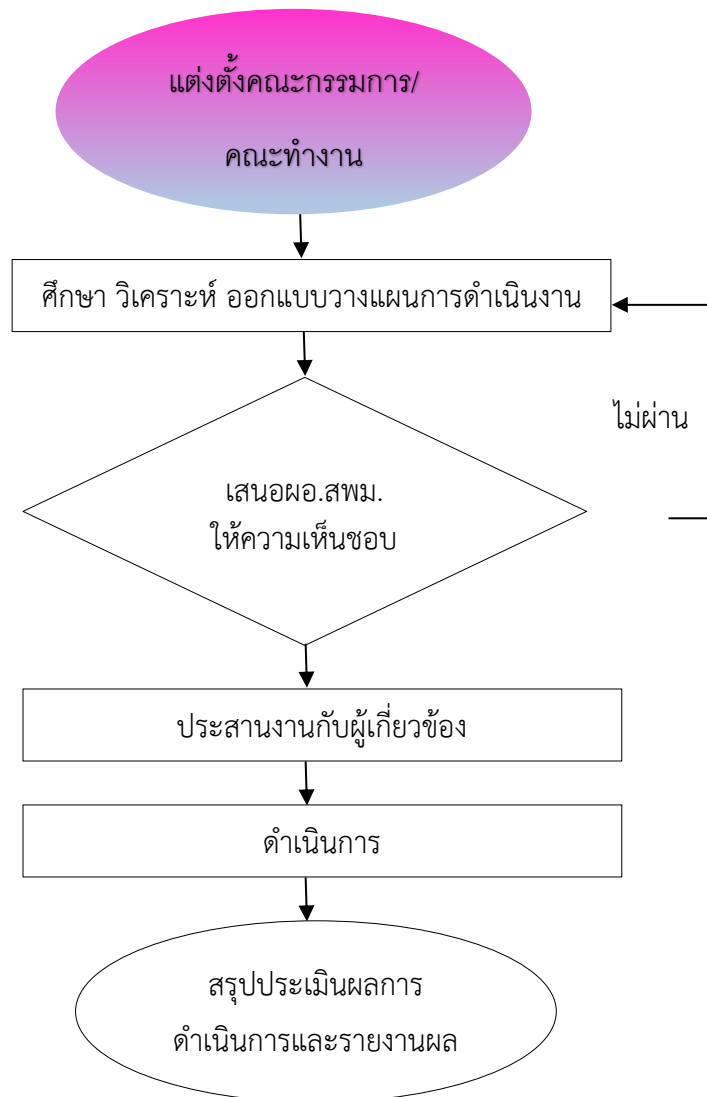 แต่งตั้งคณะกรรมการ/
คณะทำงาน
ศึกษา วิเคราะห์ ออกแบบวางแผนการดำเนินงาน
ไม่ผ่าน
เสนอผอ.สพม.
ให้ความเห็นชอบ
ประสานงานกับผู้เกี่ยวข้อง
ดำเนินการ
สรุปประเมินผลการ
ดำเนินการและรายงานผล